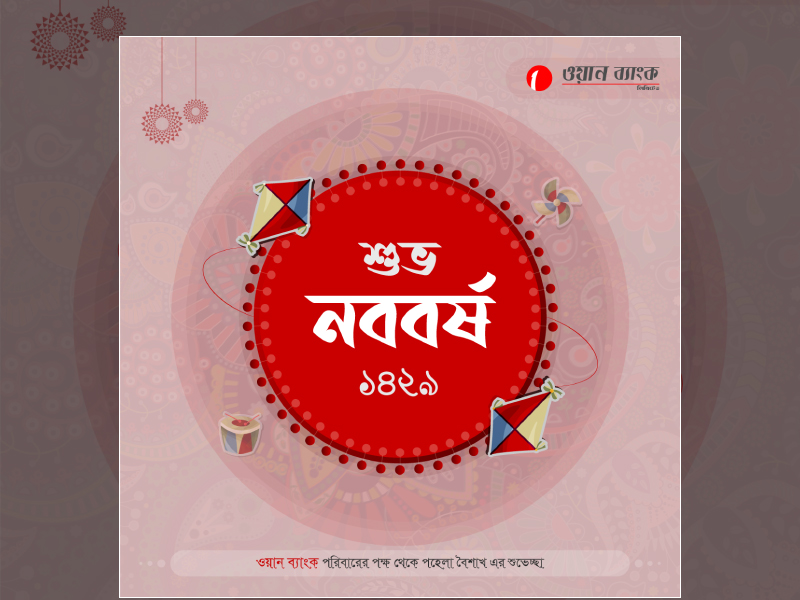 ওয়ান ব্যাংক
লিমিটেড
শুভ
নববর্ষ
১৪২৯
ওয়ান ব্যাংক পরিবারের পক্ষ থেকে পহেলা বৈশাখ এর শুভেচ্ছা